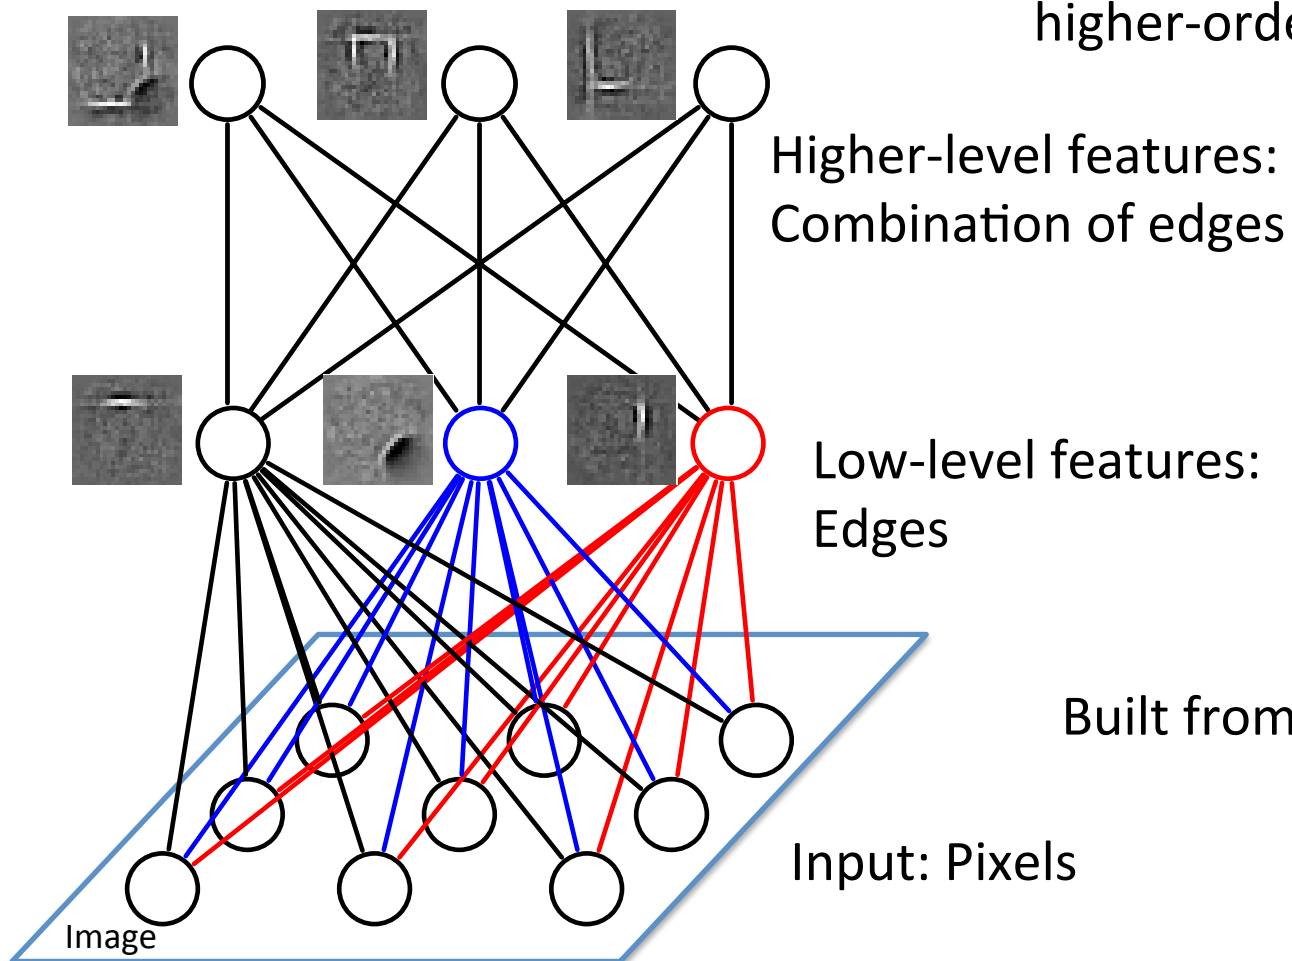 higher-orde
Higher-level features:
Combination of edges
Low-level features:
Edges
Built from
Input: Pixels
Image